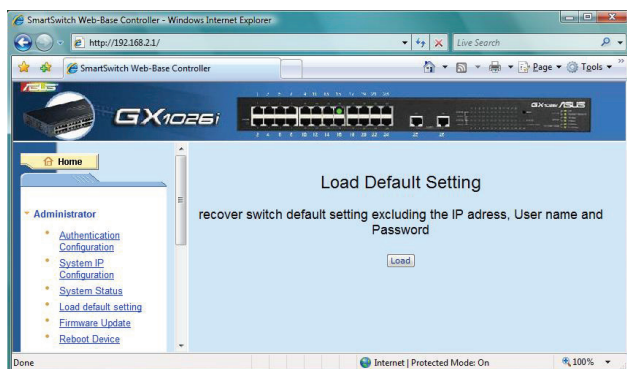 SmartSwitch Web-Base Controller - Windows Internet Explorer
http://192.168.2.1/
Live Search
SmartSwitch Web-Base Controller
Page
Tools
ASUS
GX1026i
GX1026i /ASUS
Home
Administrator
Authentication
Configuration
System IP
Configuration
System Status
Load default setting
Firmware Update
Reboot Device
Load Default Setting
recover switch default setting excluding the IP adress, User name and
Password
Load
Done
Internet | Protected Mode: On
100%